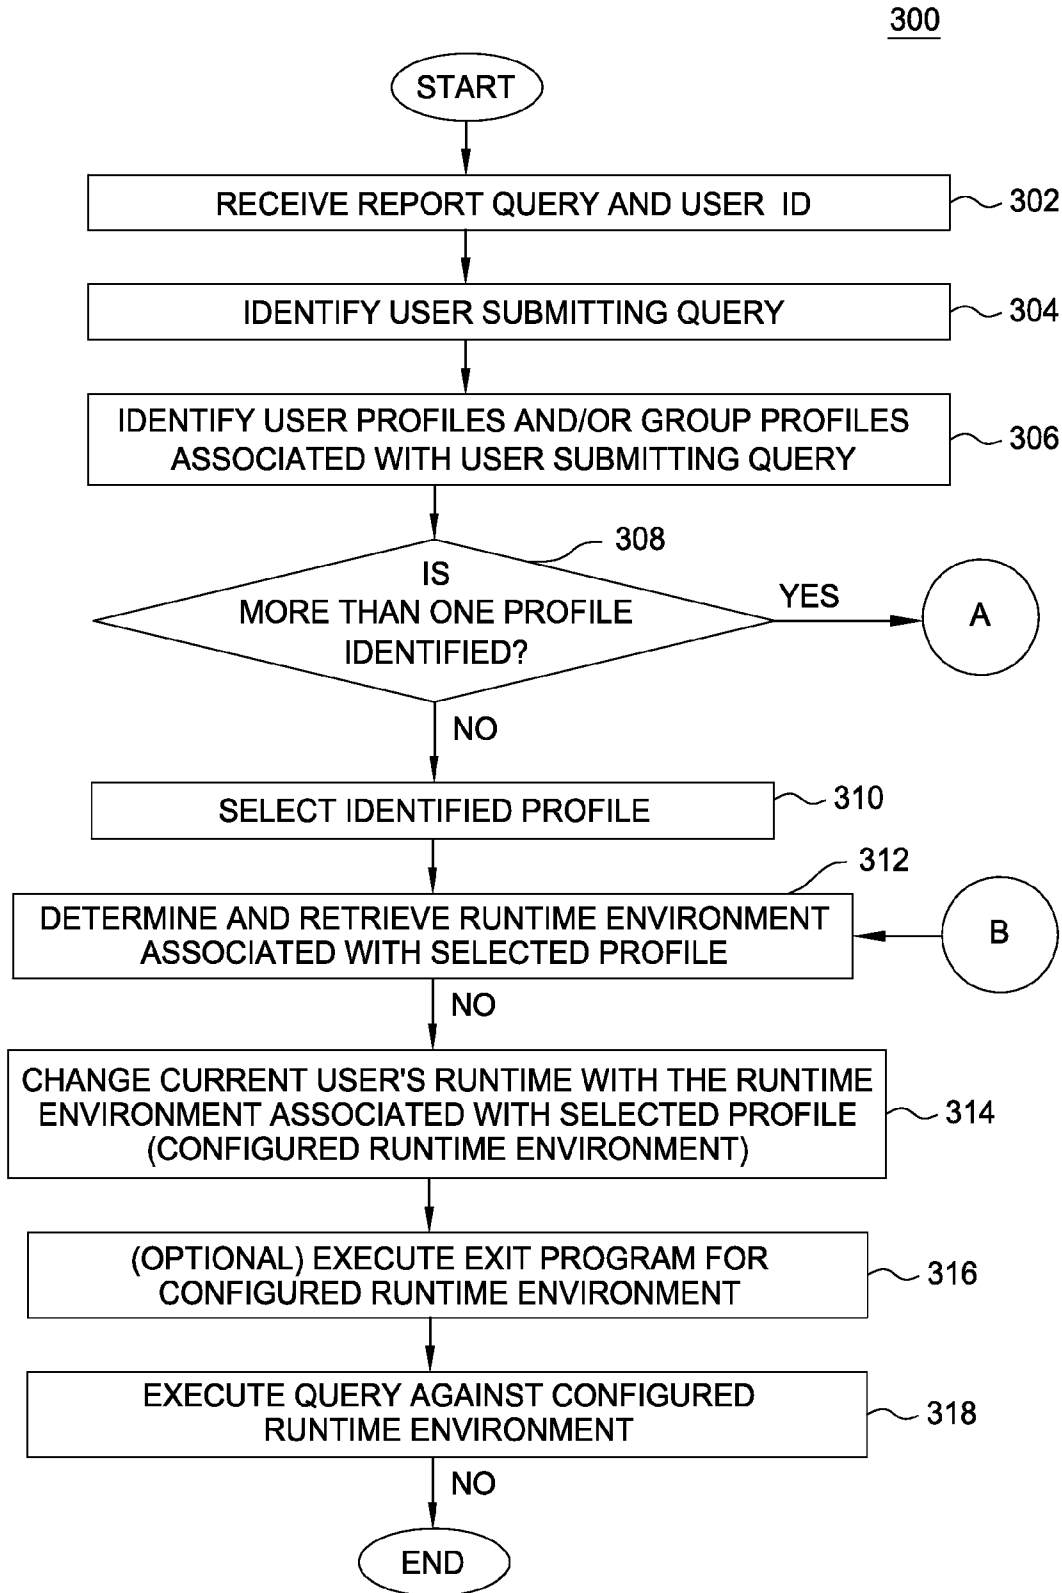 300
START
RECEIVE REPORT QUERY AND USER ID
302
IDENTIFY USER SUBMITTING QUERY
304
IDENTIFY USER PROFILES AND/OR GROUP PROFILES
ASSOCIATED WITH USER SUBMITTING QUERY
306
308
IS
MORE THAN ONE PROFILE
IDENTIFIED?
YES
A
NO
SELECT IDENTIFIED PROFILE
310
312
DETERMINE AND RETRIEVE RUNTIME ENVIRONMENT
ASSOCIATED WITH SELECTED PROFILE
B
NO
CHANGE CURRENT USER'S RUNTIME WITH THE RUNTIME
ENVIRONMENT ASSOCIATED WITH SELECTED PROFILE
(CONFIGURED RUNTIME ENVIRONMENT)
314
(OPTIONAL) EXECUTE EXIT PROGRAM FOR
CONFIGURED RUNTIME ENVIRONMENT
316
EXECUTE QUERY AGAINST CONFIGURED
RUNTIME ENVIRONMENT
318
NO
END